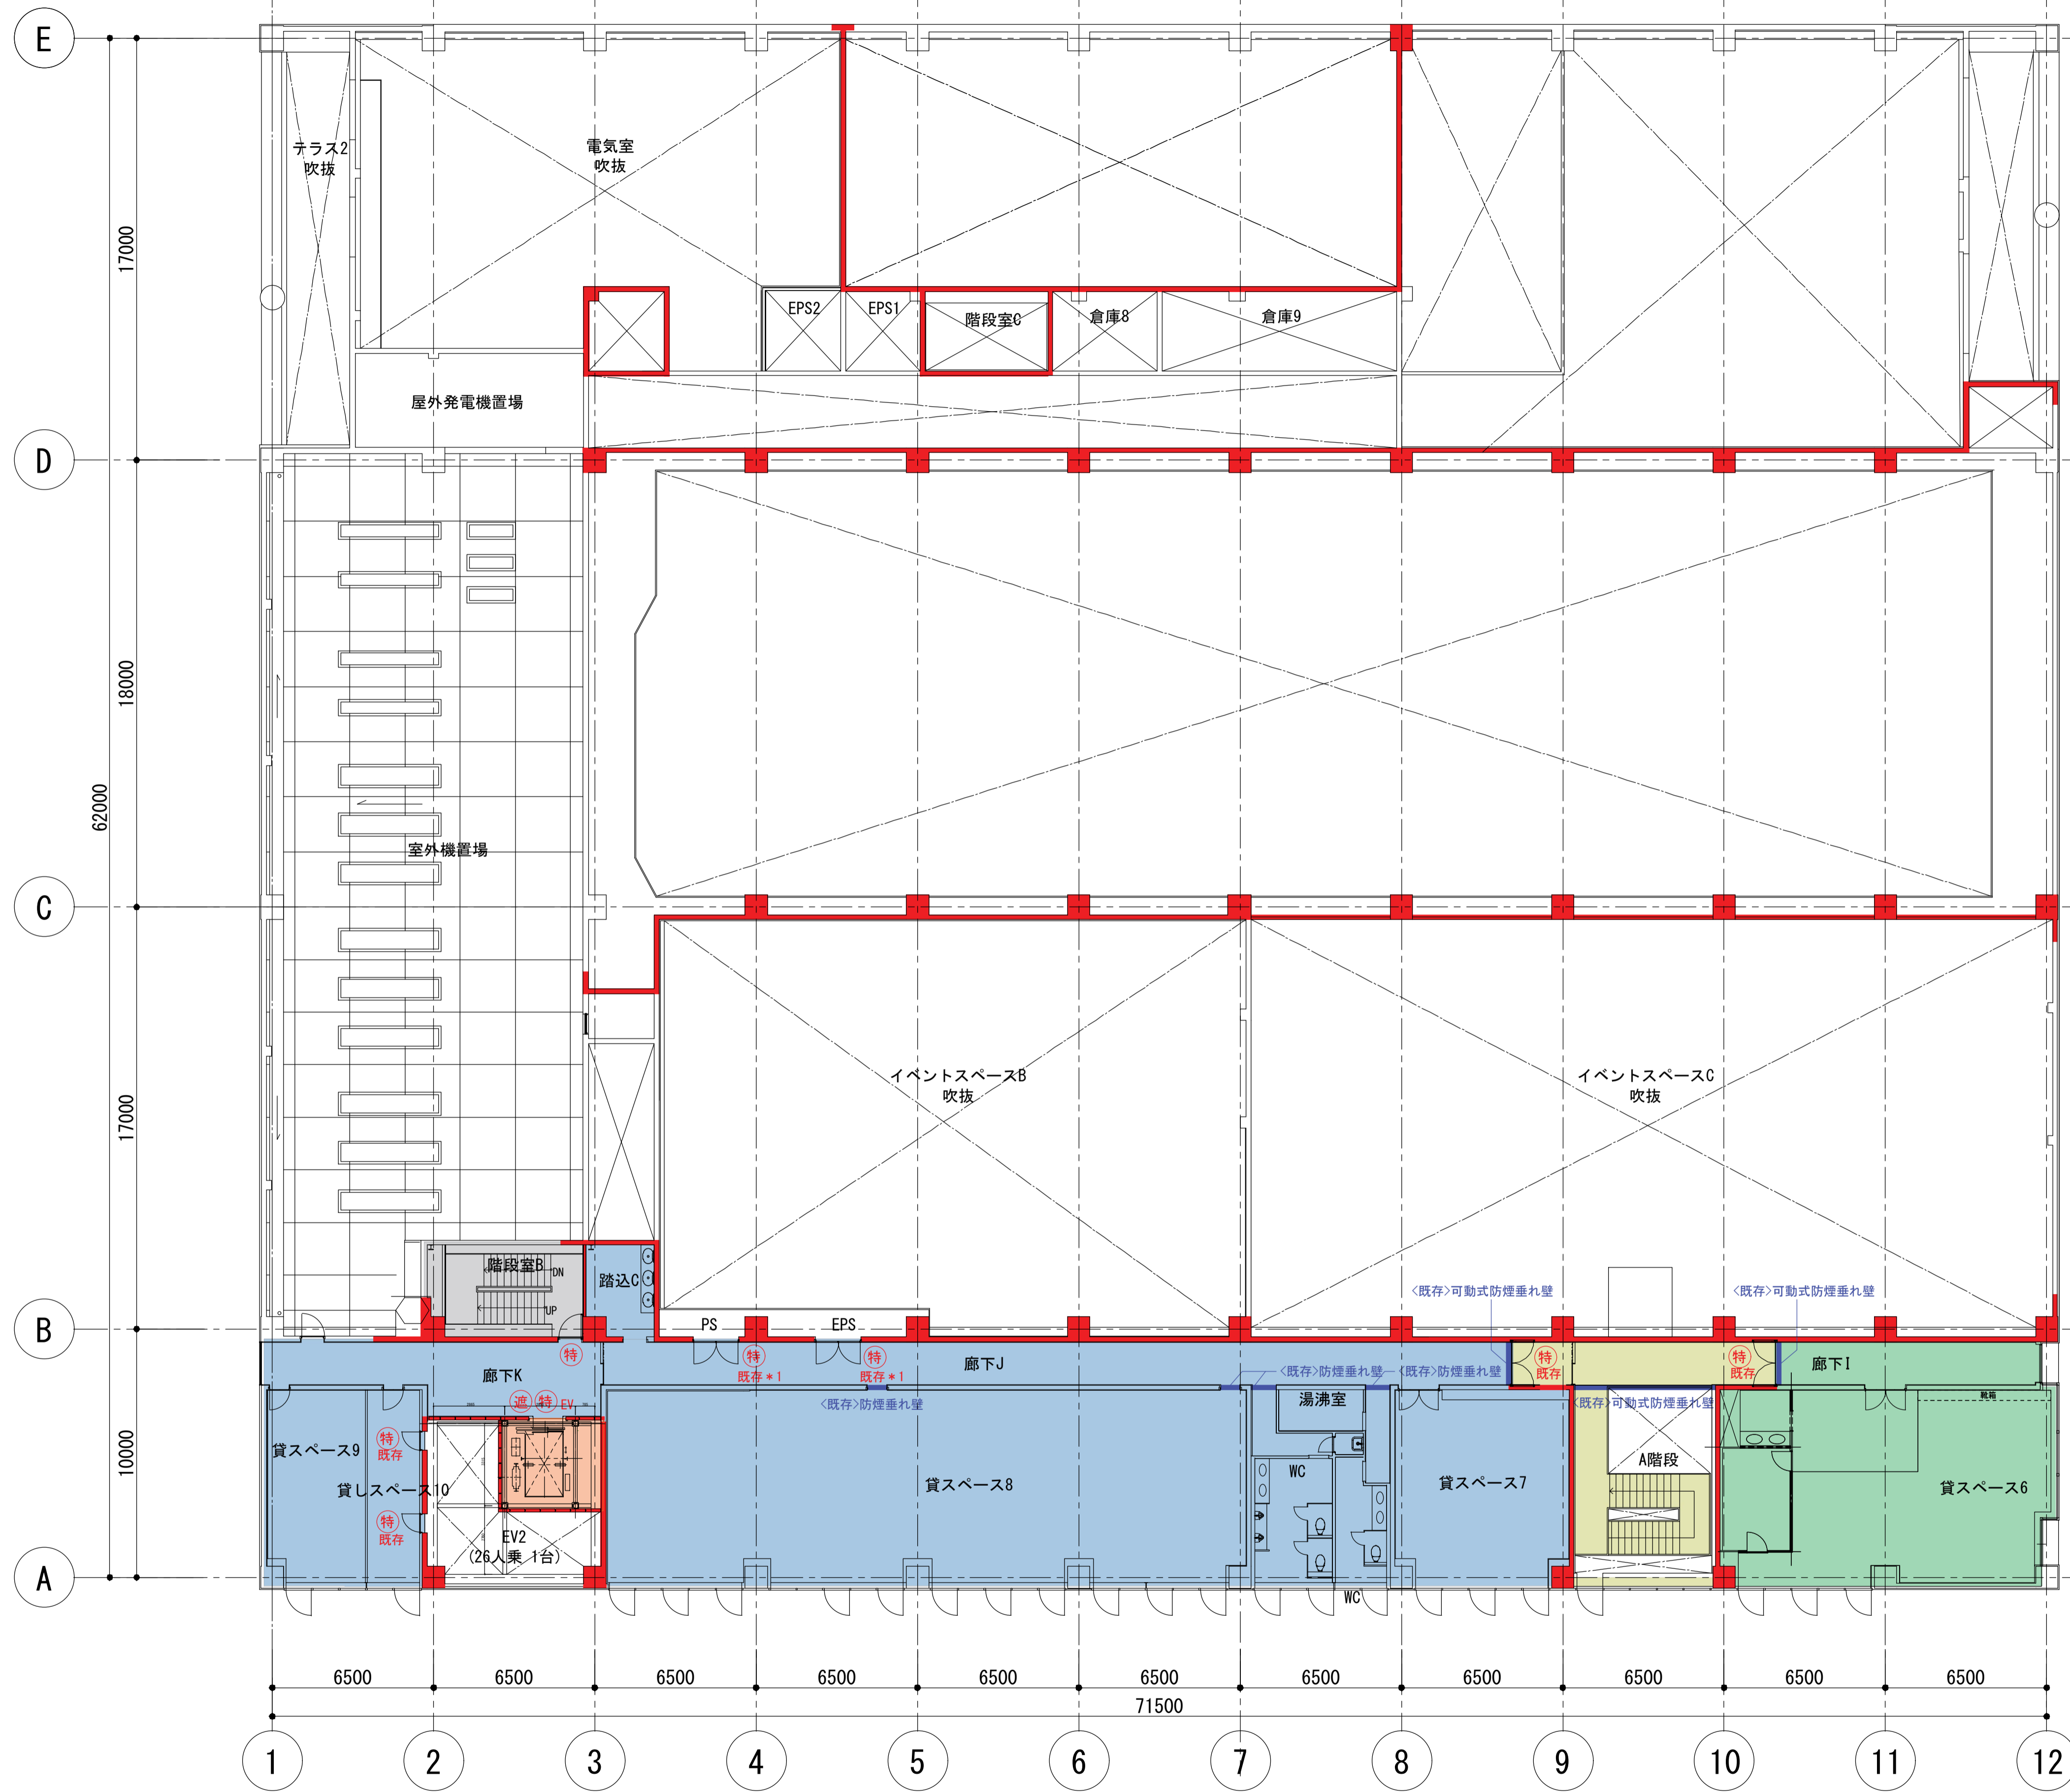 E
テラス2
吹抜
電気室
吹抜
17000
EPS2
EPS1
階段室C
倉庫8
倉庫9
屋外発電機置場
D
18000
62000
室外機置場
C
イベントスペースB
吹抜
イベントスペースC
吹抜
17000
階段室B
DN
UP
踏込C
<既存>可動式防煙垂れ壁
<既存>可動式防煙垂れ壁
B
PS
EPS
特
特
既存*1
特
既存*1
廊下J
特
既存
特
既存
廊下I
廊下K
<既存>防煙垂れ壁
<既存>防煙垂れ壁
遮
特
EV
<既存>防煙垂れ壁
湯沸室
<既存>可動式防煙垂れ壁
靴箱
10000
貸スペース9
特
既存
貸しスペース10
貸スペース8
WC
貸スペース7
A階段
貸スペース6
特
既存
EV2
(26人乗 1台)
A
WC
6500
6500
6500
6500
6500
6500
6500
6500
6500
6500
6500
71500
1
2
3
4
5
6
7
8
9
10
11
12